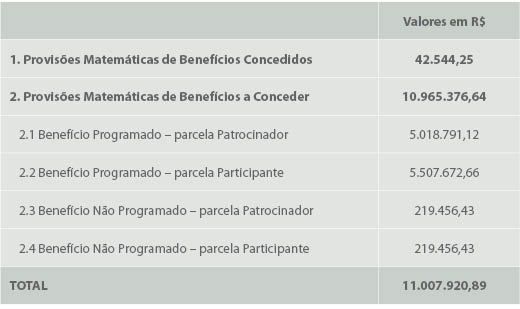 Valores em R$
1. Provisões Matemáticas de Benefícios Concedidos 42.544,25
2. Provisões Matemáticas de Benefícios a Conceder 10.965.376,64
2.1 Benefício Programado – parcela Patrocinador 5.018.791,12
2.2 Benefício Programado – parcela Participante 5.507.672,66
2.3 Benefício Não Programado – parcela Patrocinador 219.456,43
2.4 Benefício Não Programado – parcela Participante 219.456,43
TOTAL 11.007.920,89